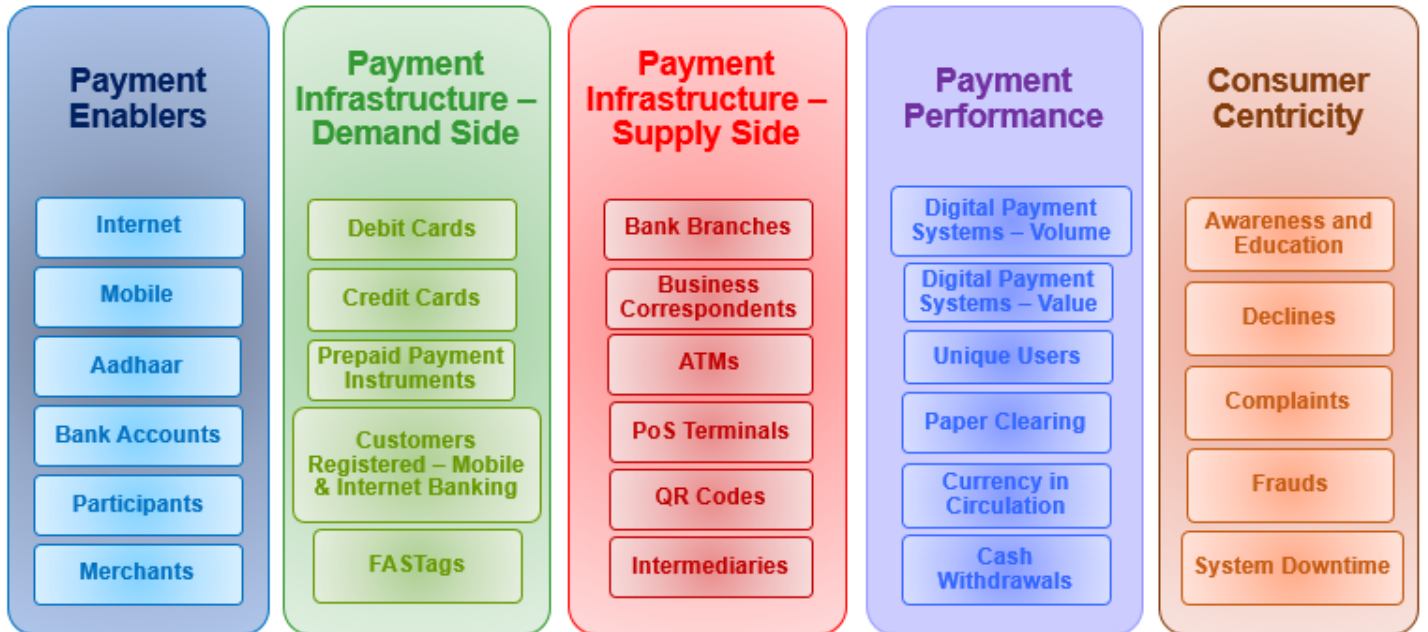 Payment
Enablers
Internet
Mobile
Aadhaar
Bank Accounts
Participants
Merchants
Payment
Infrastructure –
Demand Side
Debit Cards
Credit Cards
Prepaid Payment
Instruments
Customers
Registered – Mobile
& Internet Banking
FASTags
Payment
Infrastructure –
Supply Side
Bank Branches
Business
Correspondents
ATMs
PoS Terminals
QR Codes
Intermediaries
Payment
Performance
Digital Payment
Systems – Volume
Digital Payment
Systems – Value
Unique Users
Paper Clearing
Currency in
Circulation
Cash
Withdrawals
Consumer
Centricity
Awareness and
Education
Declines
Complaints
Frauds
System Downtime